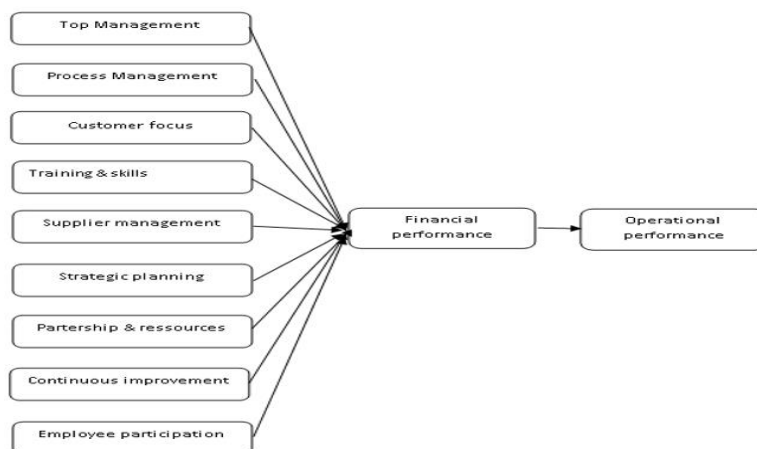 Top Management
Process Management
Customer focus
Training & skills
Supplier management
Strategic planning
Partership & ressources
Continuous improvement
Employee participation
Financial
performance
Operational
performance